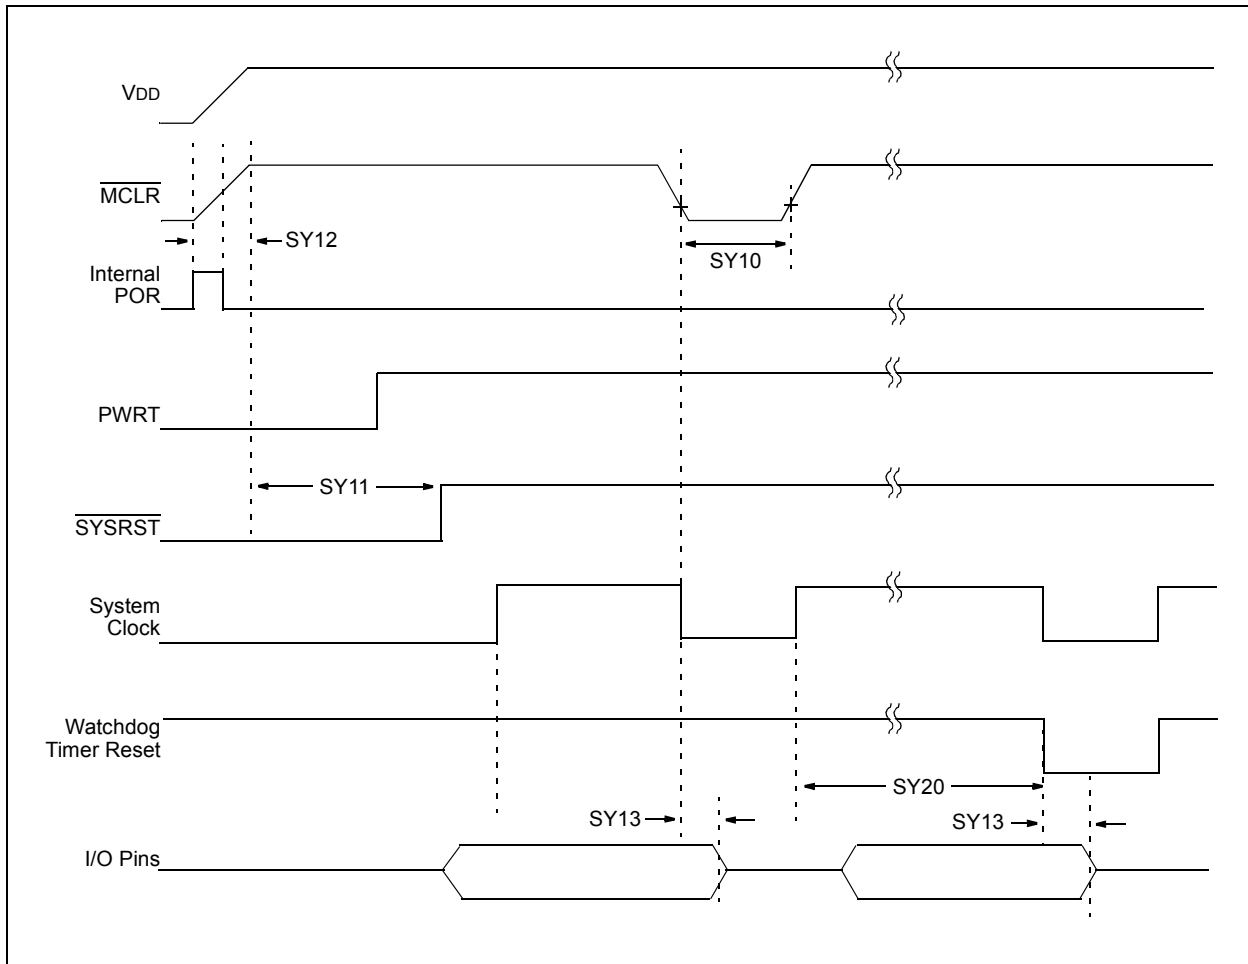 VDD
MCLR
SY12
SY10
Internal
POR
PWRT
SY11
SYSRST
System
Clock
Watchdog
Timer Reset
SY20
SY13
SY13
I/O Pins